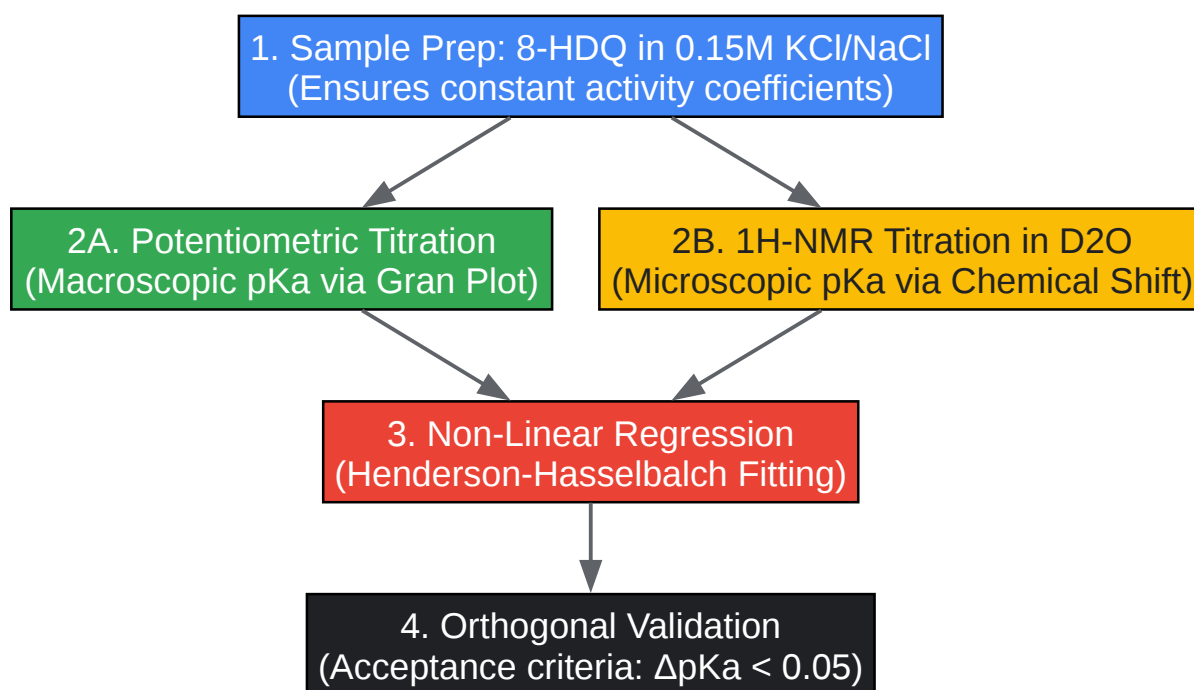 1. Sample Prep: 8-HDQ in 0.15M KCl/NaCl
(Ensures constant activity coefficients)
2A. Potentiometric Titration
(Macroscopic pKa via Gran Plot)
2B. 1H-NMR Titration in D2O
(Microscopic pKa via Chemical Shift)
3. Non-Linear Regression
(Henderson-Hasselbalch Fitting)
4. Orthogonal Validation
(Acceptance criteria: ΔpKa < 0.05)